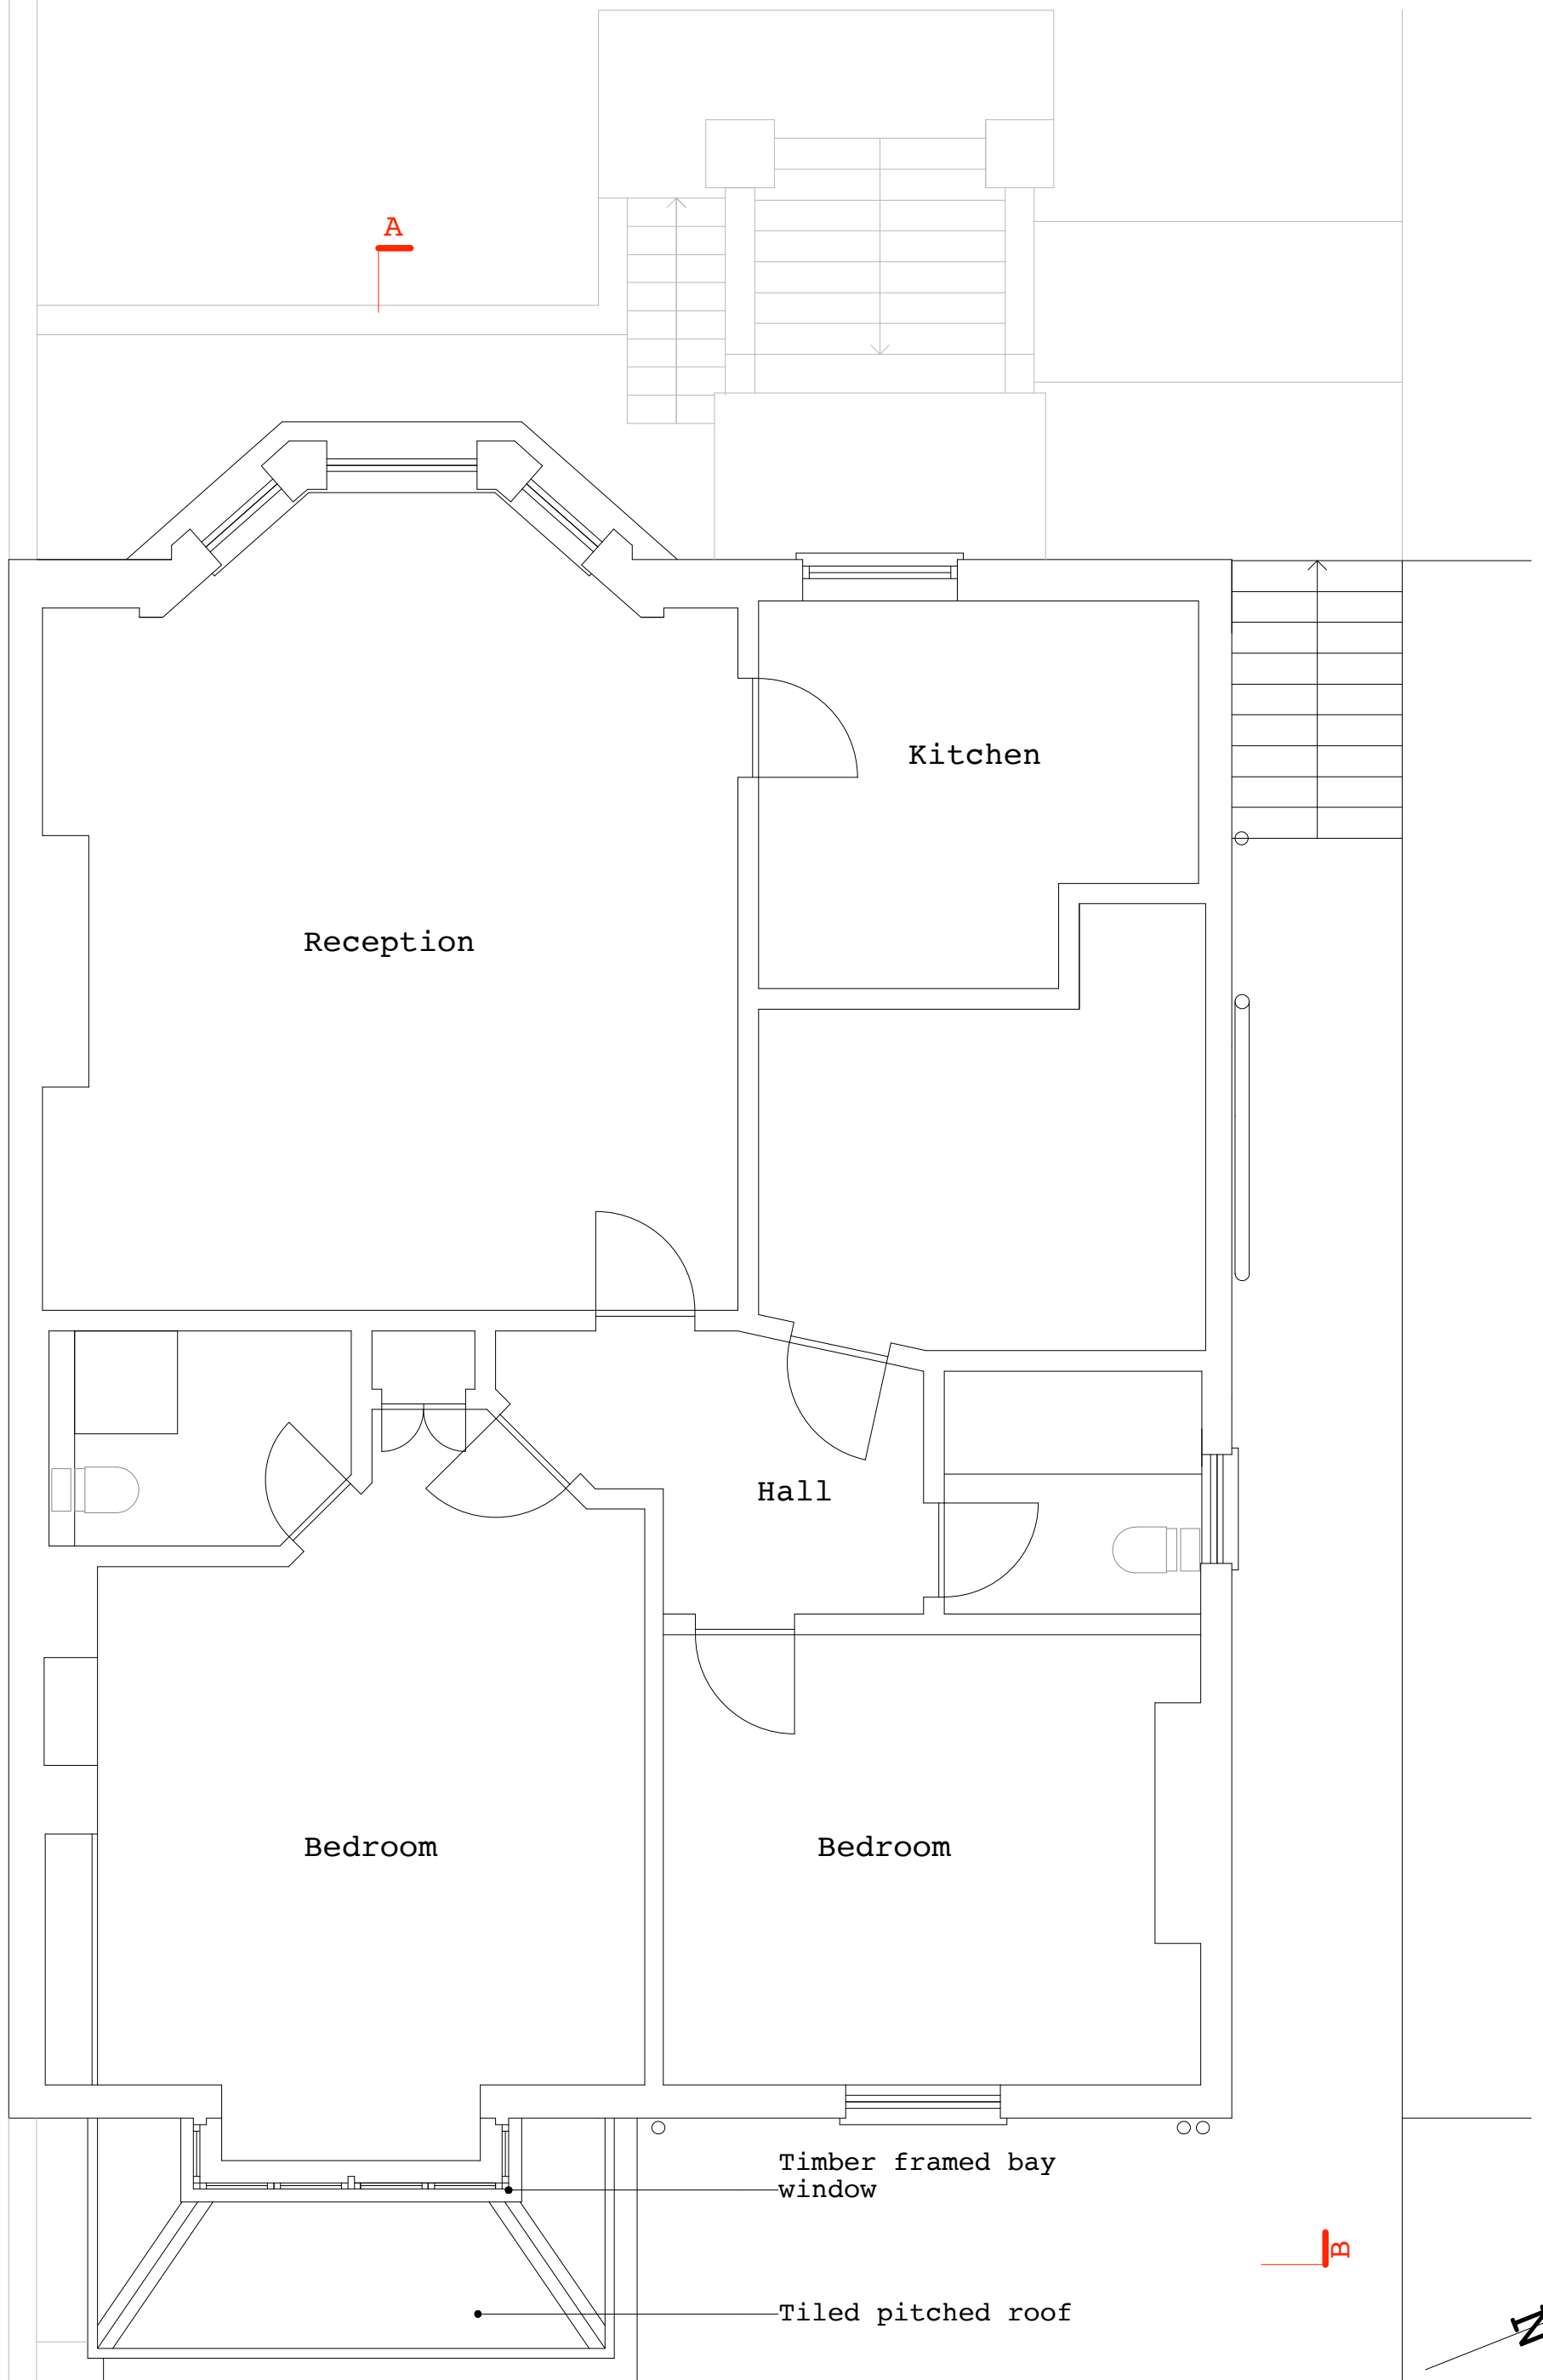 A
Kitchen
Reception
Hall
Bedroom
Bedroom
Timber framed bay
window
B
Tiled pitched roof
N